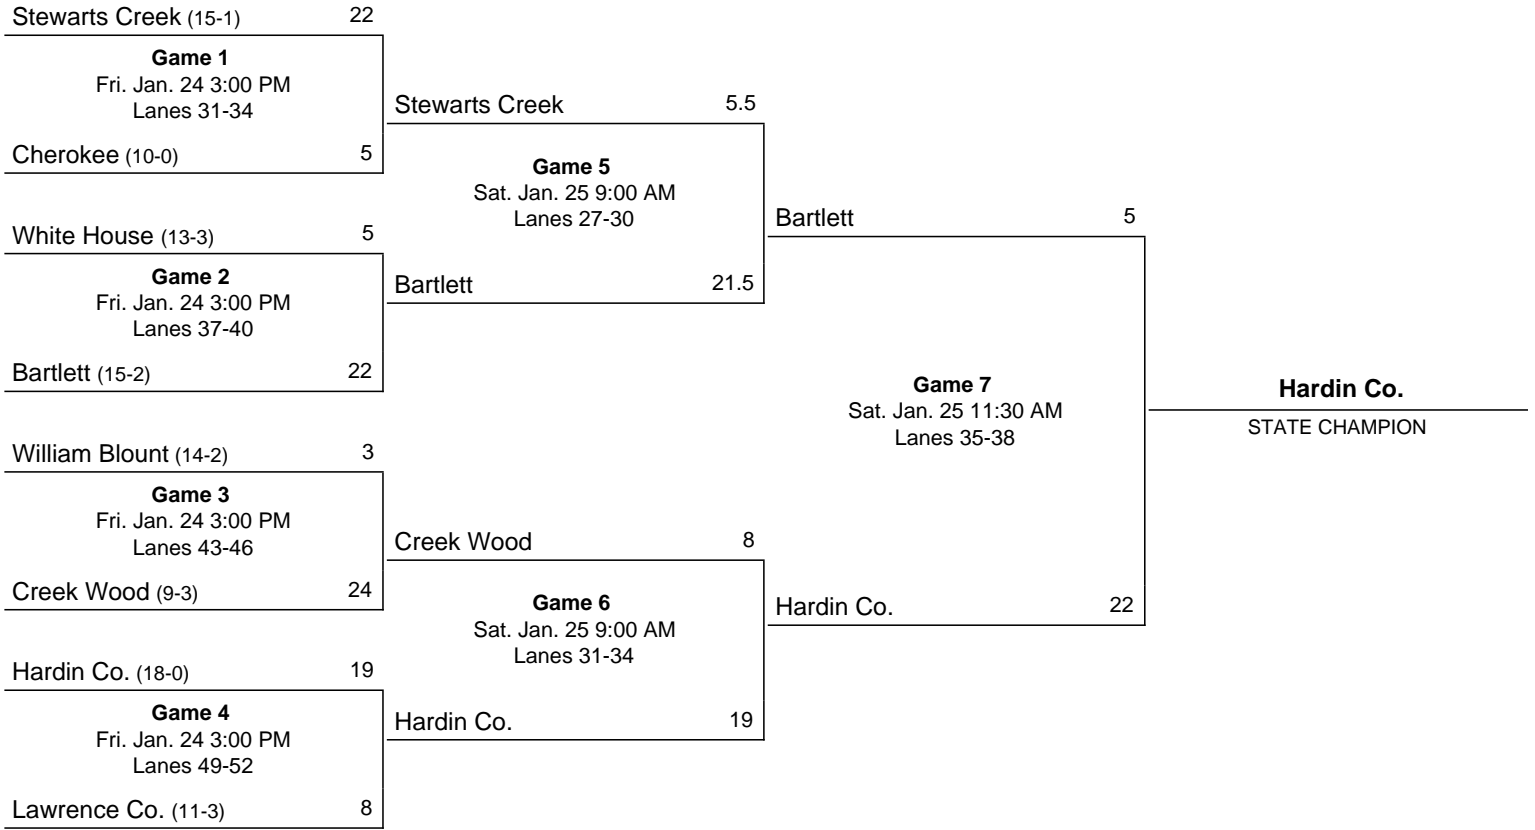 Stewarts Creek (15-1) 22
Game 1
Fri. Jan. 24 3:00 PM
Lanes 31-34
Cherokee (10-0) 5
White House (13-3) 5
Game 2
Fri. Jan. 24 3:00 PM
Lanes 37-40
Bartlett (15-2) 22
William Blount (14-2) 3
Game 3
Fri. Jan. 24 3:00 PM
Lanes 43-46
Creek Wood (9-3) 24
Hardin Co. (18-0) 19
Game 4
Fri. Jan. 24 3:00 PM
Lanes 49-52
Lawrence Co. (11-3) 8
Stewarts Creek 5.5
Game 5
Sat. Jan. 25 9:00 AM
Lanes 27-30
Bartlett 21.5
Creek Wood 8
Game 6
Sat. Jan. 25 9:00 AM
Lanes 31-34
Hardin Co. 19
Bartlett 5
Game 7
Sat. Jan. 25 11:30 AM
Lanes 35-38
Hardin Co. 22
Hardin Co.
STATE CHAMPION